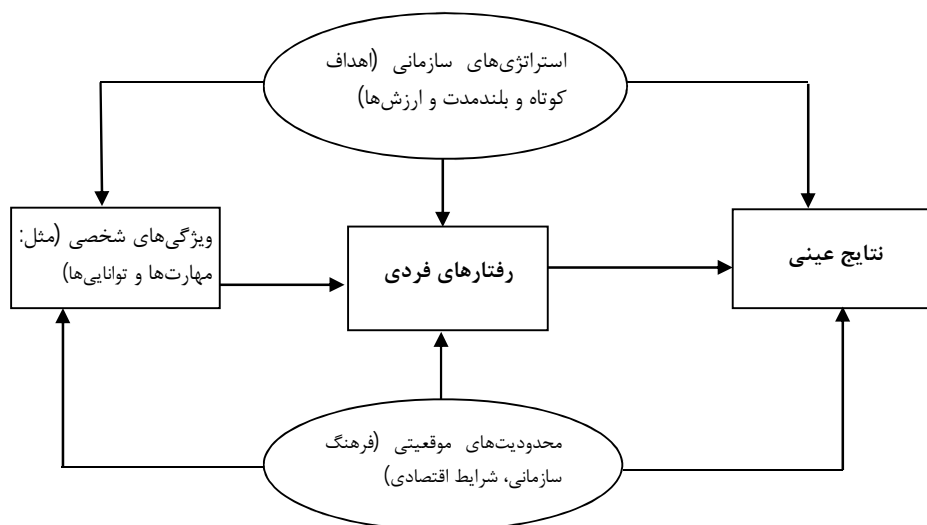 استراتژی‌های سازمانی (اهداف
کوتاه و بلندمدت و ارزش‌ها)
ویژگی‌های شخصی (مثل:
مهارت‌ها و توانایی‌ها)
رفتارهای فردی
نتایج عینی
محدودیت‌های موقعیتی (فرهنگ
سازمانی، شرایط اقتصادی)